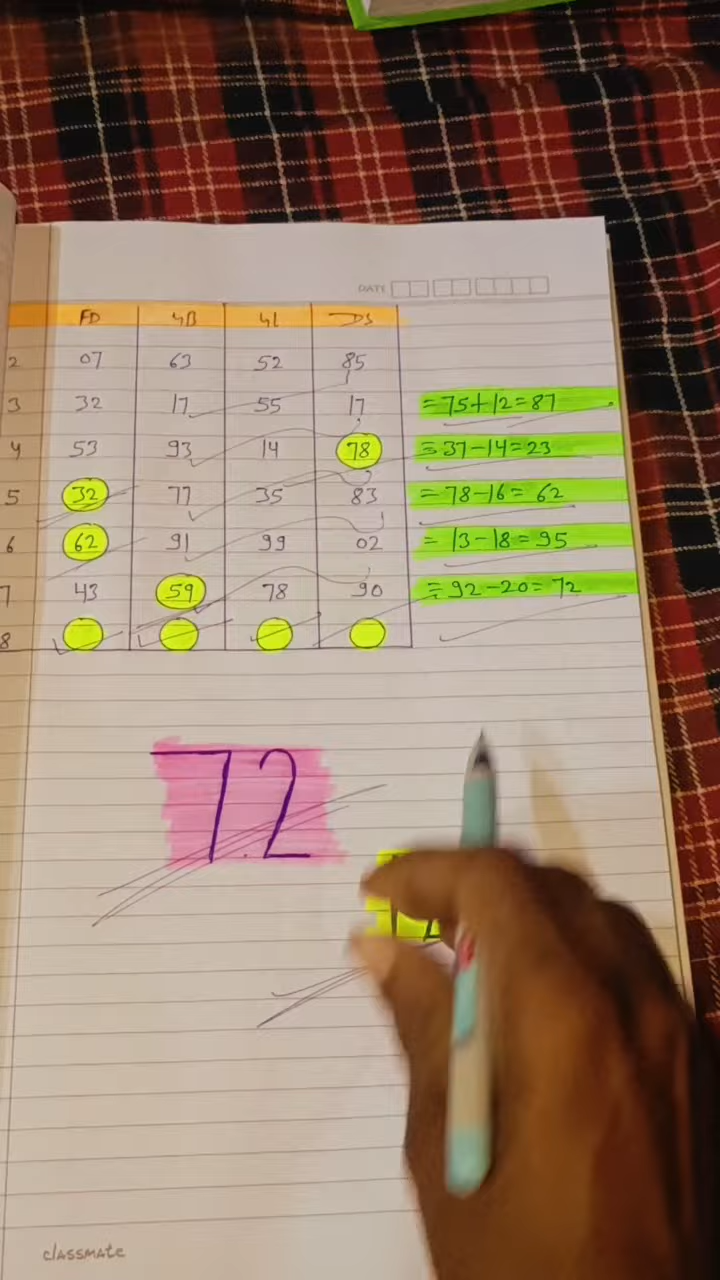 DATE
FD GB GL DS
2 07 63 52 85
3 32 17 55 17 =75+12=87
4 53 93 14 78 =37-14=23
5 32 77 35 83 =78-16=62
6 62 91 99 02 =13-18=95
7 43 59 78 90 =92-20=72
8
72
classmate